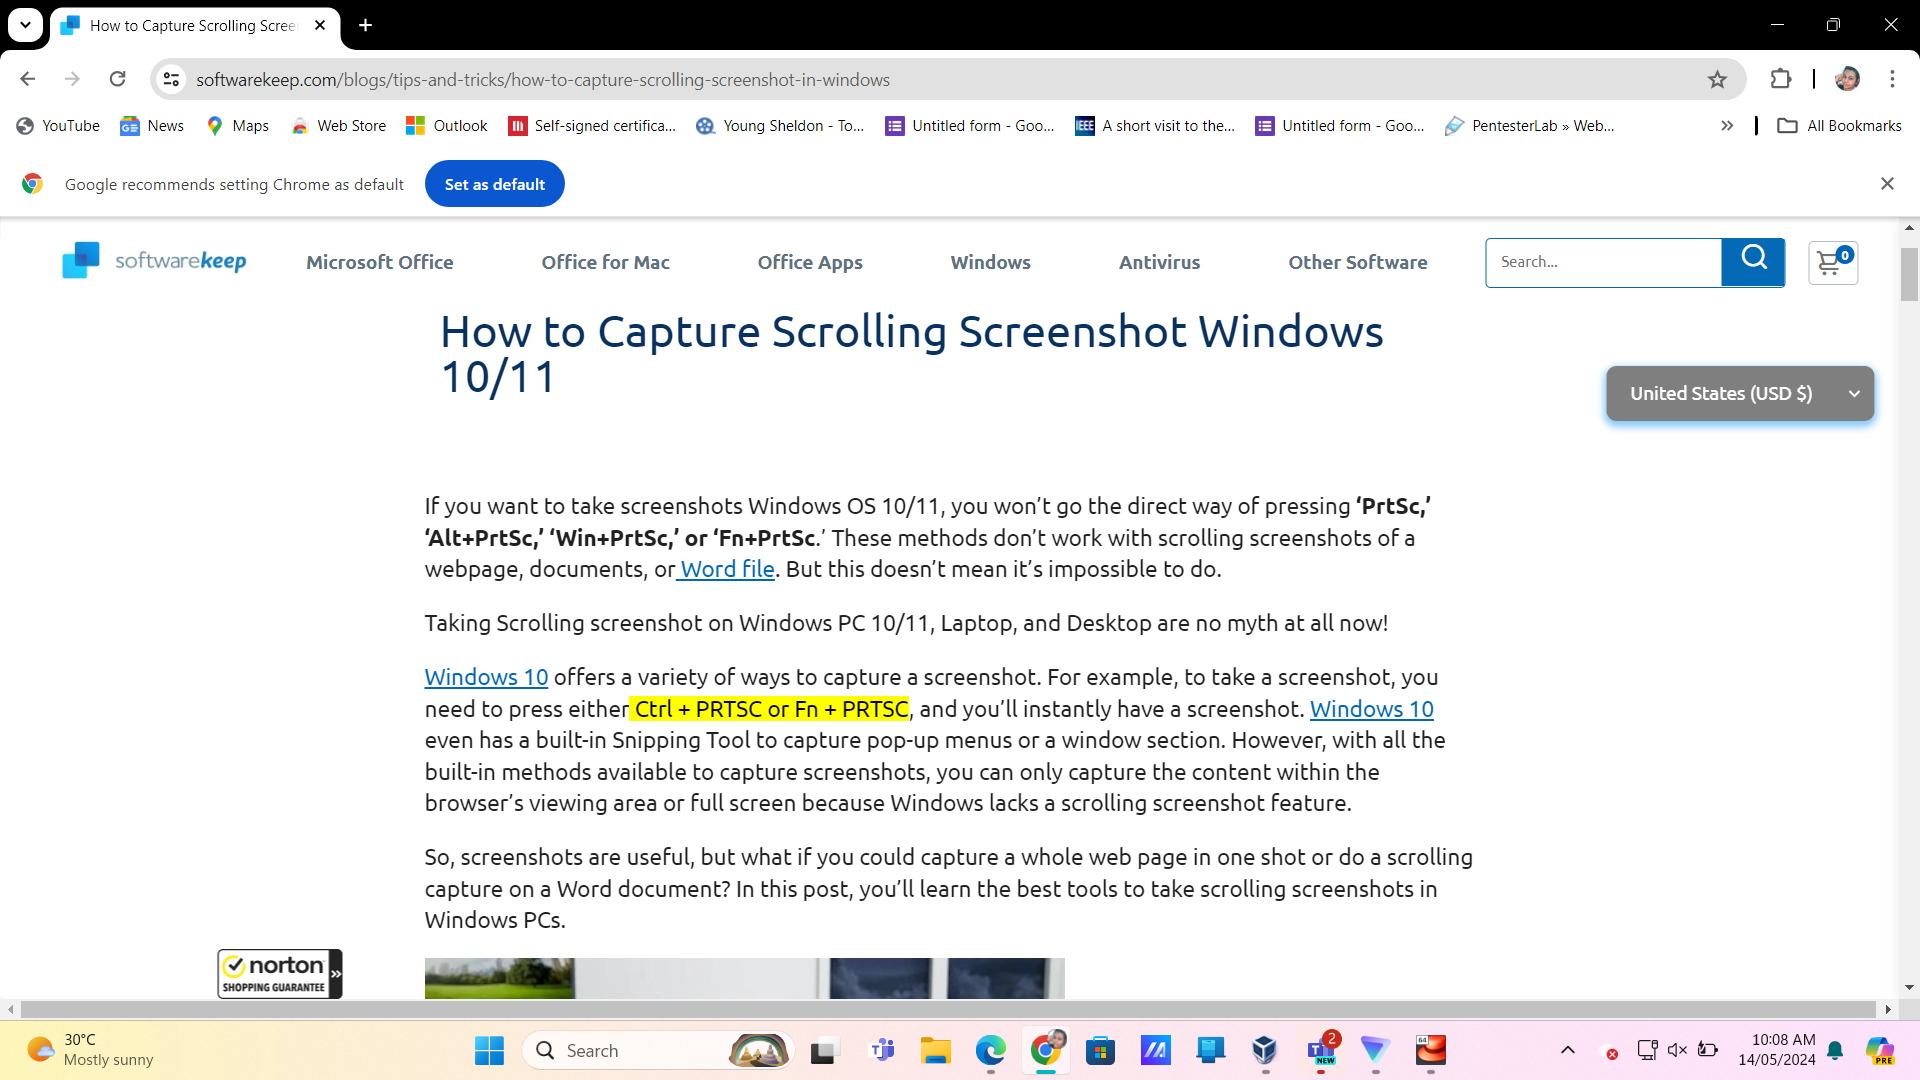 How to Capture Scrolling Scree
softwarekeep.com/blogs/tips-and-tricks/how-to-capture-scrolling-screenshot-in-windows
YouTube
News
Maps
Web Store
Outlook
Self-signed certifica...
Young Sheldon - To...
Untitled form - Goo...
IEEE
A short visit to the...
Untitled form - Goo...
PentesterLab » Web...
All Bookmarks
Google recommends setting Chrome as default
Set as default
softwarekeep
Microsoft Office
Office for Mac
Office Apps
Windows
Antivirus
Other Software
Search...
0
How to Capture Scrolling Screenshot Windows
10/11
United States (USD $)
If you want to take screenshots Windows OS 10/11, you won’t go the direct way of pressing ‘PrtSc,’
‘Alt+PrtSc,’ ‘Win+PrtSc,’ or ‘Fn+PrtSc.’ These methods don’t work with scrolling screenshots of a
webpage, documents, or Word file. But this doesn’t mean it’s impossible to do.
Taking Scrolling screenshot on Windows PC 10/11, Laptop, and Desktop are no myth at all now!
Windows 10 offers a variety of ways to capture a screenshot. For example, to take a screenshot, you
need to press either Ctrl + PRTSC or Fn + PRTSC, and you’ll instantly have a screenshot. Windows 10
even has a built-in Snipping Tool to capture pop-up menus or a window section. However, with all the
built-in methods available to capture screenshots, you can only capture the content within the
browser’s viewing area or full screen because Windows lacks a scrolling screenshot feature.
So, screenshots are useful, but what if you could capture a whole web page in one shot or do a scrolling
capture on a Word document? In this post, you’ll learn the best tools to take scrolling screenshots in
Windows PCs.
norton
SHOPPING GUARANTEE
30°C
Mostly sunny
Search
2
NEW
64
10:08 AM
14/05/2024
PRE